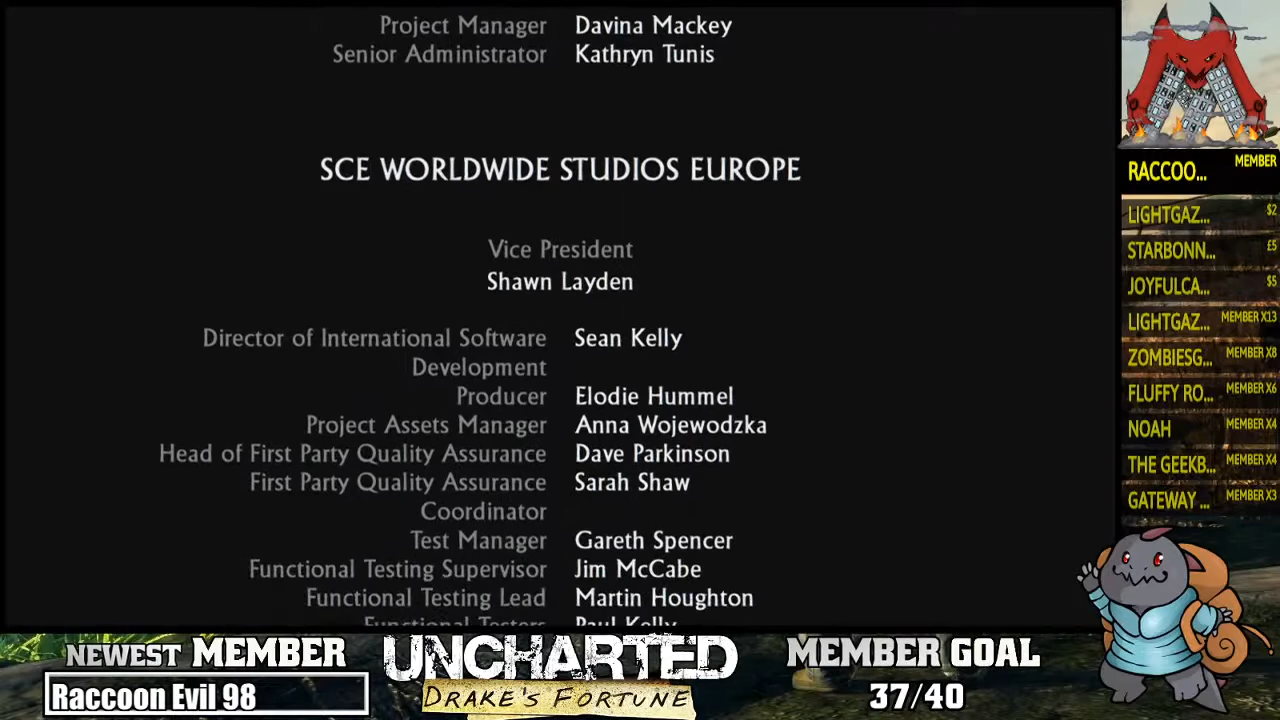 Project Manager Davina Mackey
Senior Administrator Kathryn Tunis
SCE WORLDWIDE STUDIOS EUROPE
Vice President
Shawn Layden
Director of International Software Sean Kelly
Development
Producer Elodie Hummel
Project Assets Manager Anna Wojewodzka
Head of First Party Quality Assurance Dave Parkinson
First Party Quality Assurance Sarah Shaw
Coordinator
Test Manager Gareth Spencer
Functional Testing Supervisor Jim McCabe
Functional Testing Lead Martin Houghton
Functional Testers Paul Kelly
RACCOO... MEMBER
LIGHTGAZ... $2
STARBONN... £5
JOYFULCA... $5
LIGHTGAZ... MEMBER X13
ZOMBIESG... MEMBER X8
FLUFFY RO... MEMBER X6
NOAH MEMBER X4
THE GEEKB... MEMBER X4
GATEWAY ... MEMBER X3
NEWEST MEMBER
Raccoon Evil 98
UNCHARTED
DRAKE'S FORTUNE
MEMBER GOAL
37/40